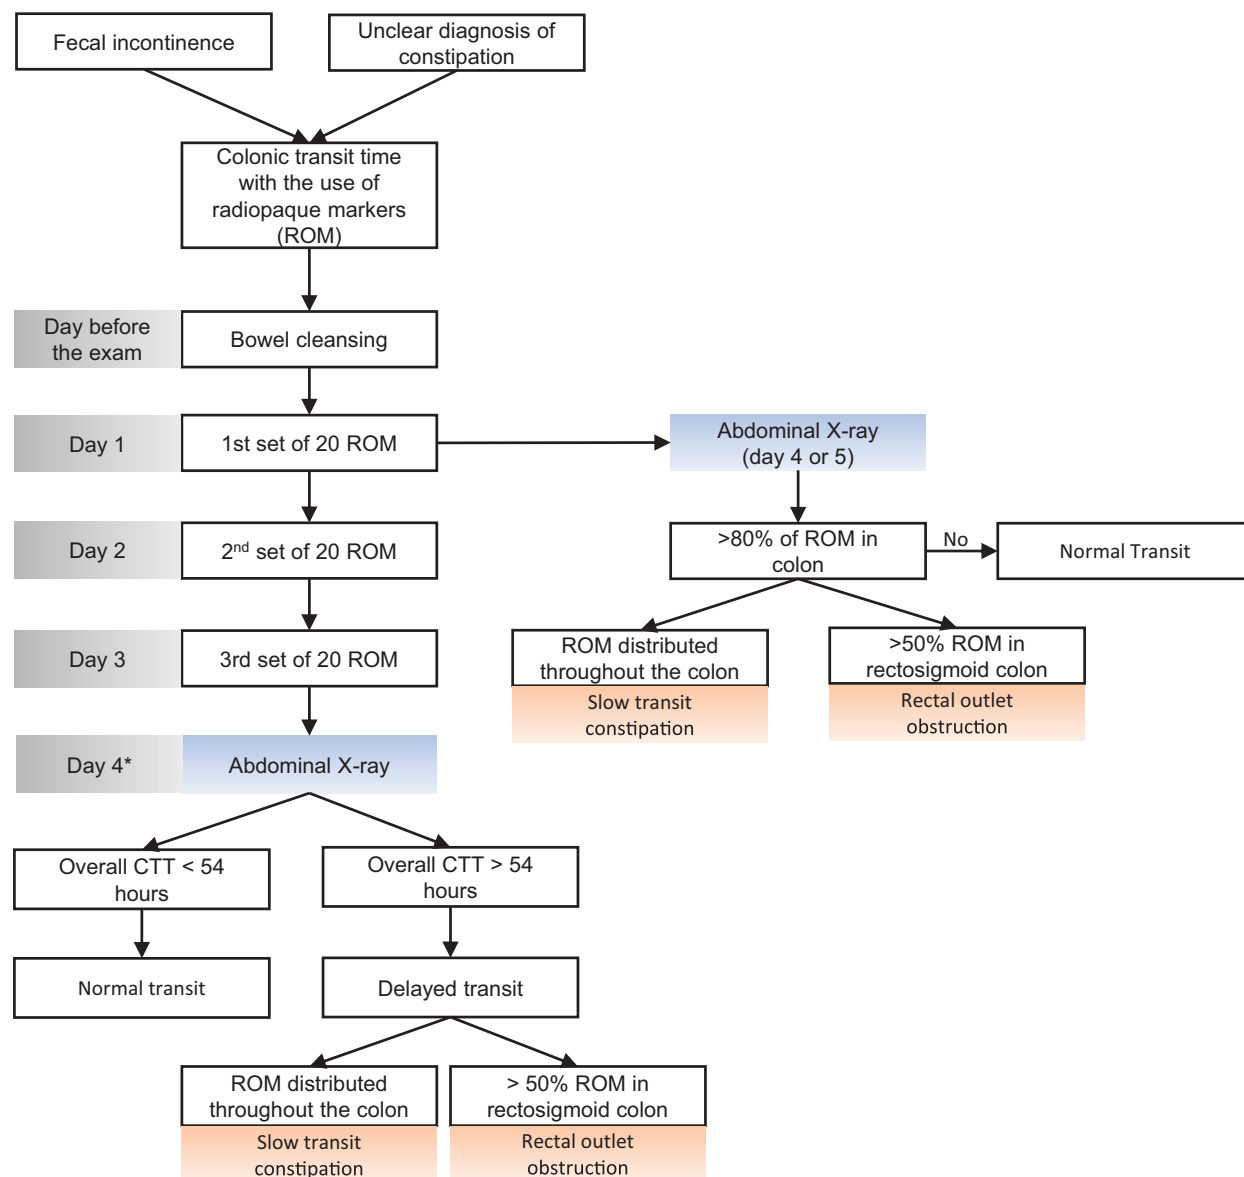 Fecal incontinence
Unclear diagnosis of
constipation
Colonic transit time
with the use of
radiopaque markers
(ROM)
Day before
the exam
Bowel cleansing
Day 1
1st set of 20 ROM
Abdominal X-ray
(day 4 or 5)
Day 2
2nd set of 20 ROM
>80% of ROM in
colon
No
Normal Transit
Day 3
3rd set of 20 ROM
ROM distributed
throughout the colon
Slow transit
constipation
>50% ROM in
rectosigmoid colon
Rectal outlet
obstruction
Day 4*
Abdominal X-ray
Overall CTT < 54
hours
Overall CTT > 54
hours
Normal transit
Delayed transit
ROM distributed
throughout the colon
Slow transit
constipation
> 50% ROM in
rectosigmoid colon
Rectal outlet
obstruction